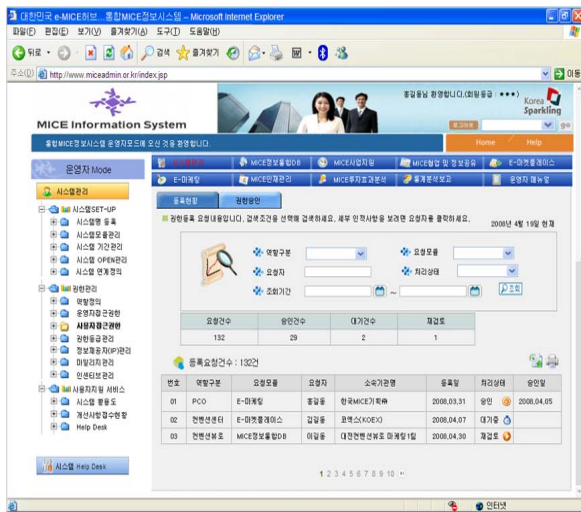 대한민국 e-MICE허브...통합MICE정보시스템 - Microsoft Internet Explorer
파일(F) 편집(E) 보기(V) 즐겨찾기(A) 도구(T) 도움말(H)
뒤로 검색 즐겨찾기
주소(D) http://www.miceadmin.or.kr/index.jsp 이동
MICE Information System
홍길동님 환영합니다.(회원등급 : •••)
로그아웃
Korea Sparkling
go
통합MICE정보시스템 운영자모드에 오신 것을 환영합니다.
Home Help
운영자 Mode
시스템관리 MICE정보통합DB MICE사업지원 MICE협업 및 정보공유 E-마켓플레이스
E-마케팅 MICE인재관리 MICE투자효과분석 통계분석보고 운영자 매뉴얼
시스템관리
시스템SET-UP
시스템 등록
시스템모듈관리
시스템 기간관리
시스템 OPEN관리
시스템 연계정의
권한관리
역할정의
운영자접근권한
사용자접근권한
권한등급관리
정보제공자(IP)관리
마일리지관리
인센티브관리
사용자지원 서비스
시스템 활용도
개선사항접수현황
Help Desk
시스템 Help Desk
등록현황 권한승인
권한등록 요청내용입니다. 검색조건을 선택해 검색하세요. 세부 인적사항을 보려면 요청자를 클릭하세요.
2008년 4월 19일 현재
역할구분 요청모듈
요청자 처리상태
조회기간 ~ 조회
요청건수 승인건수 대기건수 재검토
132 29 2 1
등록요청건수 : 132건
번호 역할구분 요청모듈 요청자 소속기관명 등록일 처리상태 승인일
01 PCO E-마케팅 홍길동 한국MICE기획㈜ 2008.03.31 승인 2008.04.05
02 컨벤션센터 E-마켓플레이스 김길동 코엑스(KOEX) 2008.04.07 대기중
03 컨벤션뷰로 MICE정보통합DB 이길동 대전컨벤션뷰로 마케팅1팀 2008.04.30 재검토
1 2 3 4 5 6 7 8 9 10
인터넷